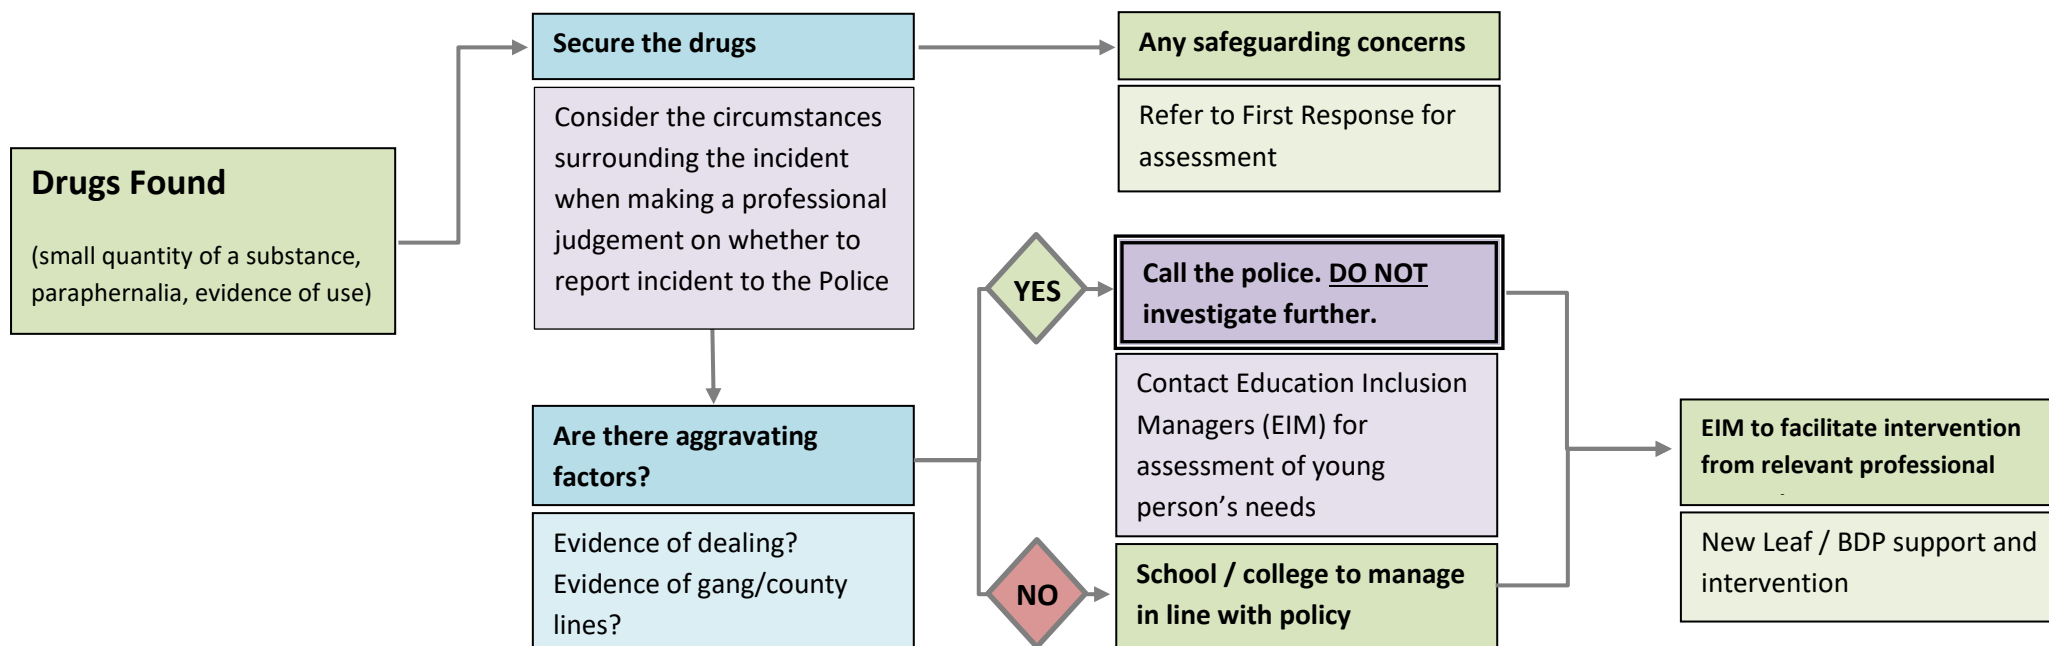 Drugs Found
(small quantity of a substance,
paraphernalia, evidence of use)
Secure the drugs
Consider the circumstances
surrounding the incident
when making a professional
judgement on whether to
report incident to the Police
Any safeguarding concerns
Refer to First Response for
assessment
Are there aggravating
factors?
Evidence of dealing?
Evidence of gang/county
lines?
YES
Call the police. DO NOT
investigate further.
Contact Education Inclusion
Managers (EIM) for
assessment of young
person’s needs
NO
School / college to manage
in line with policy
EIM to facilitate intervention
from relevant professional
New Leaf / BDP support and
intervention